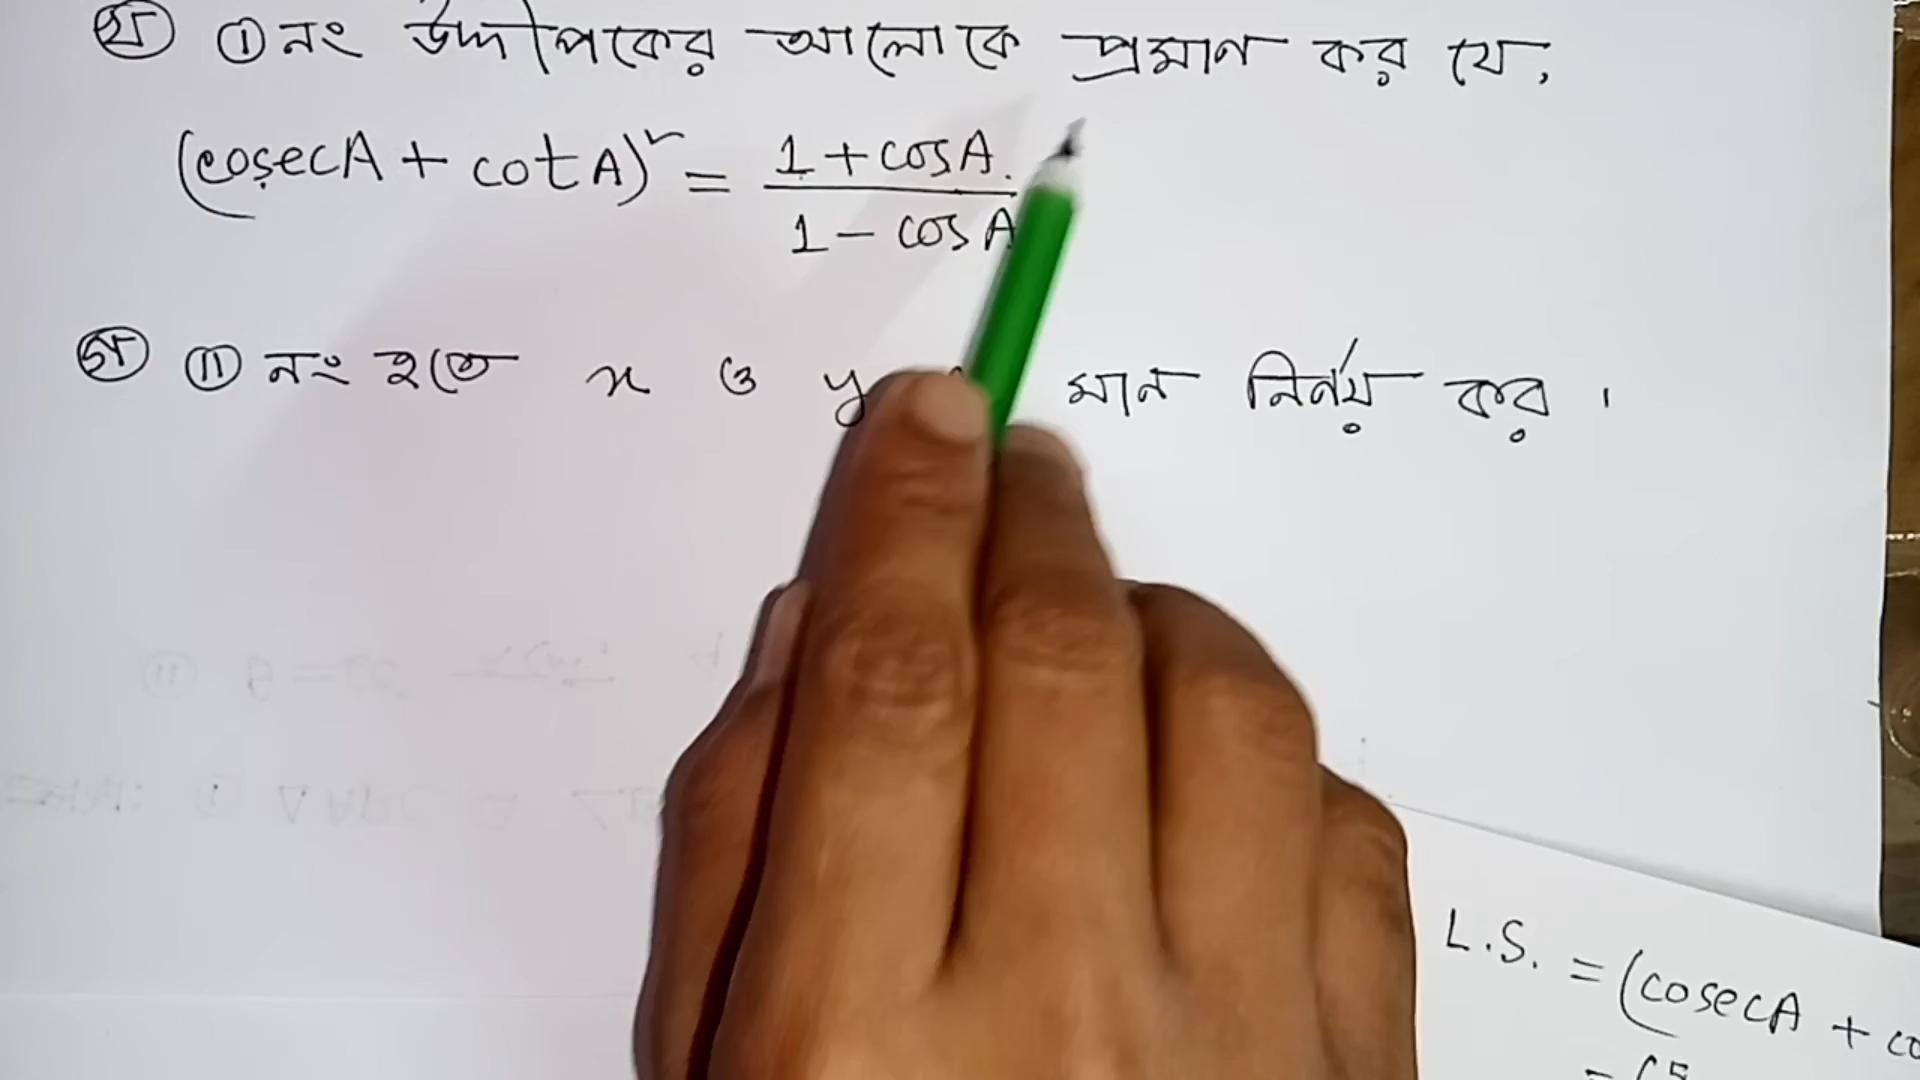 খ i নং উদ্দীপকের আলোকে প্রমাণ কর যে,
(cosecA + cotA)² = 1+cosA / 1-cosA
গ ii নং হতে x ও y মান নির্ণয় কর।
L.S. = (cosecA + co